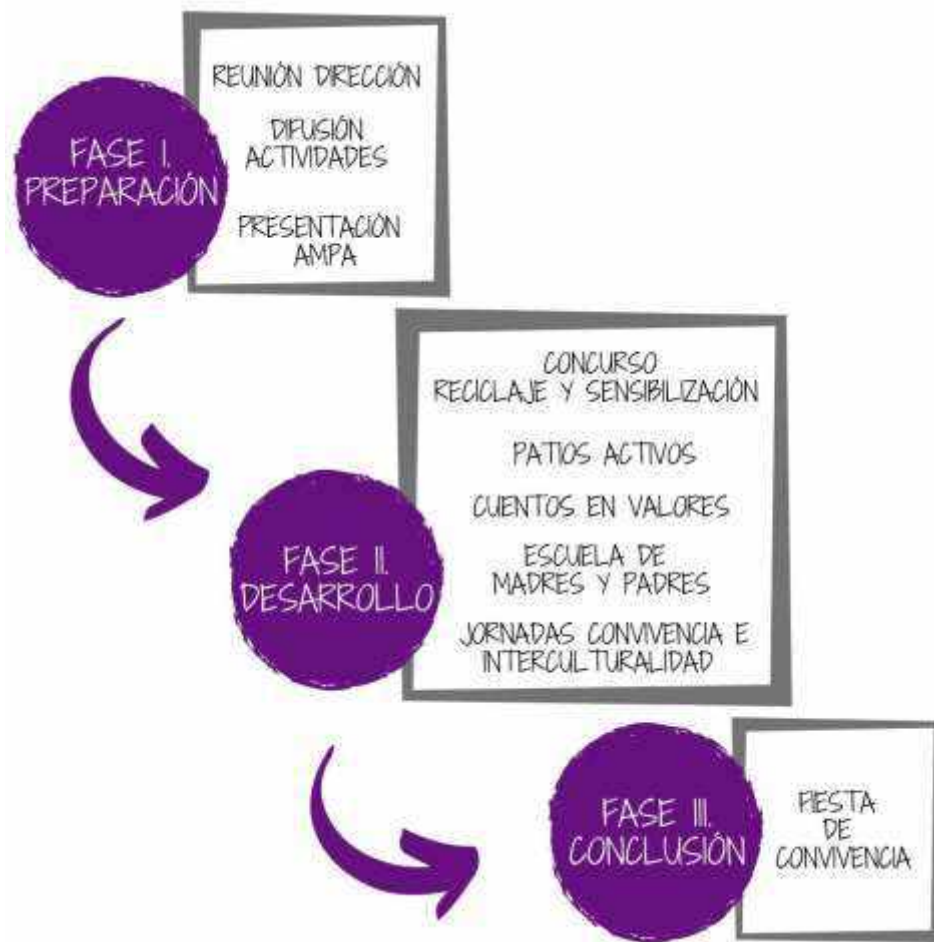 FASE I.
PREPARACIÓN
REUNIÓN DIRECCIÓN
DIFUSIÓN
ACTIVIDADES
PRESENTACIÓN
AMPA
FASE II.
DESARROLLO
CONCURSO
RECICLAJE Y SENSIBILIZACIÓN
PATIOS ACTIVOS
CUENTOS EN VALORES
ESCUELA DE
MADRES Y PADRES
JORNADAS CONVIVENCIA E
INTERCULTURALIDAD
FASE III.
CONCLUSIÓN
FIESTA
DE
CONVIVENCIA